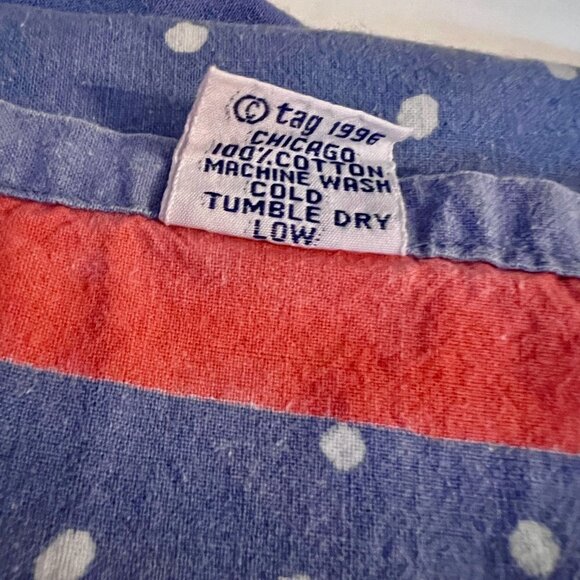 © tag 1996
CHICAGO
100% COTTON
MACHINE WASH
COLD
TUMBLE DRY
LOW